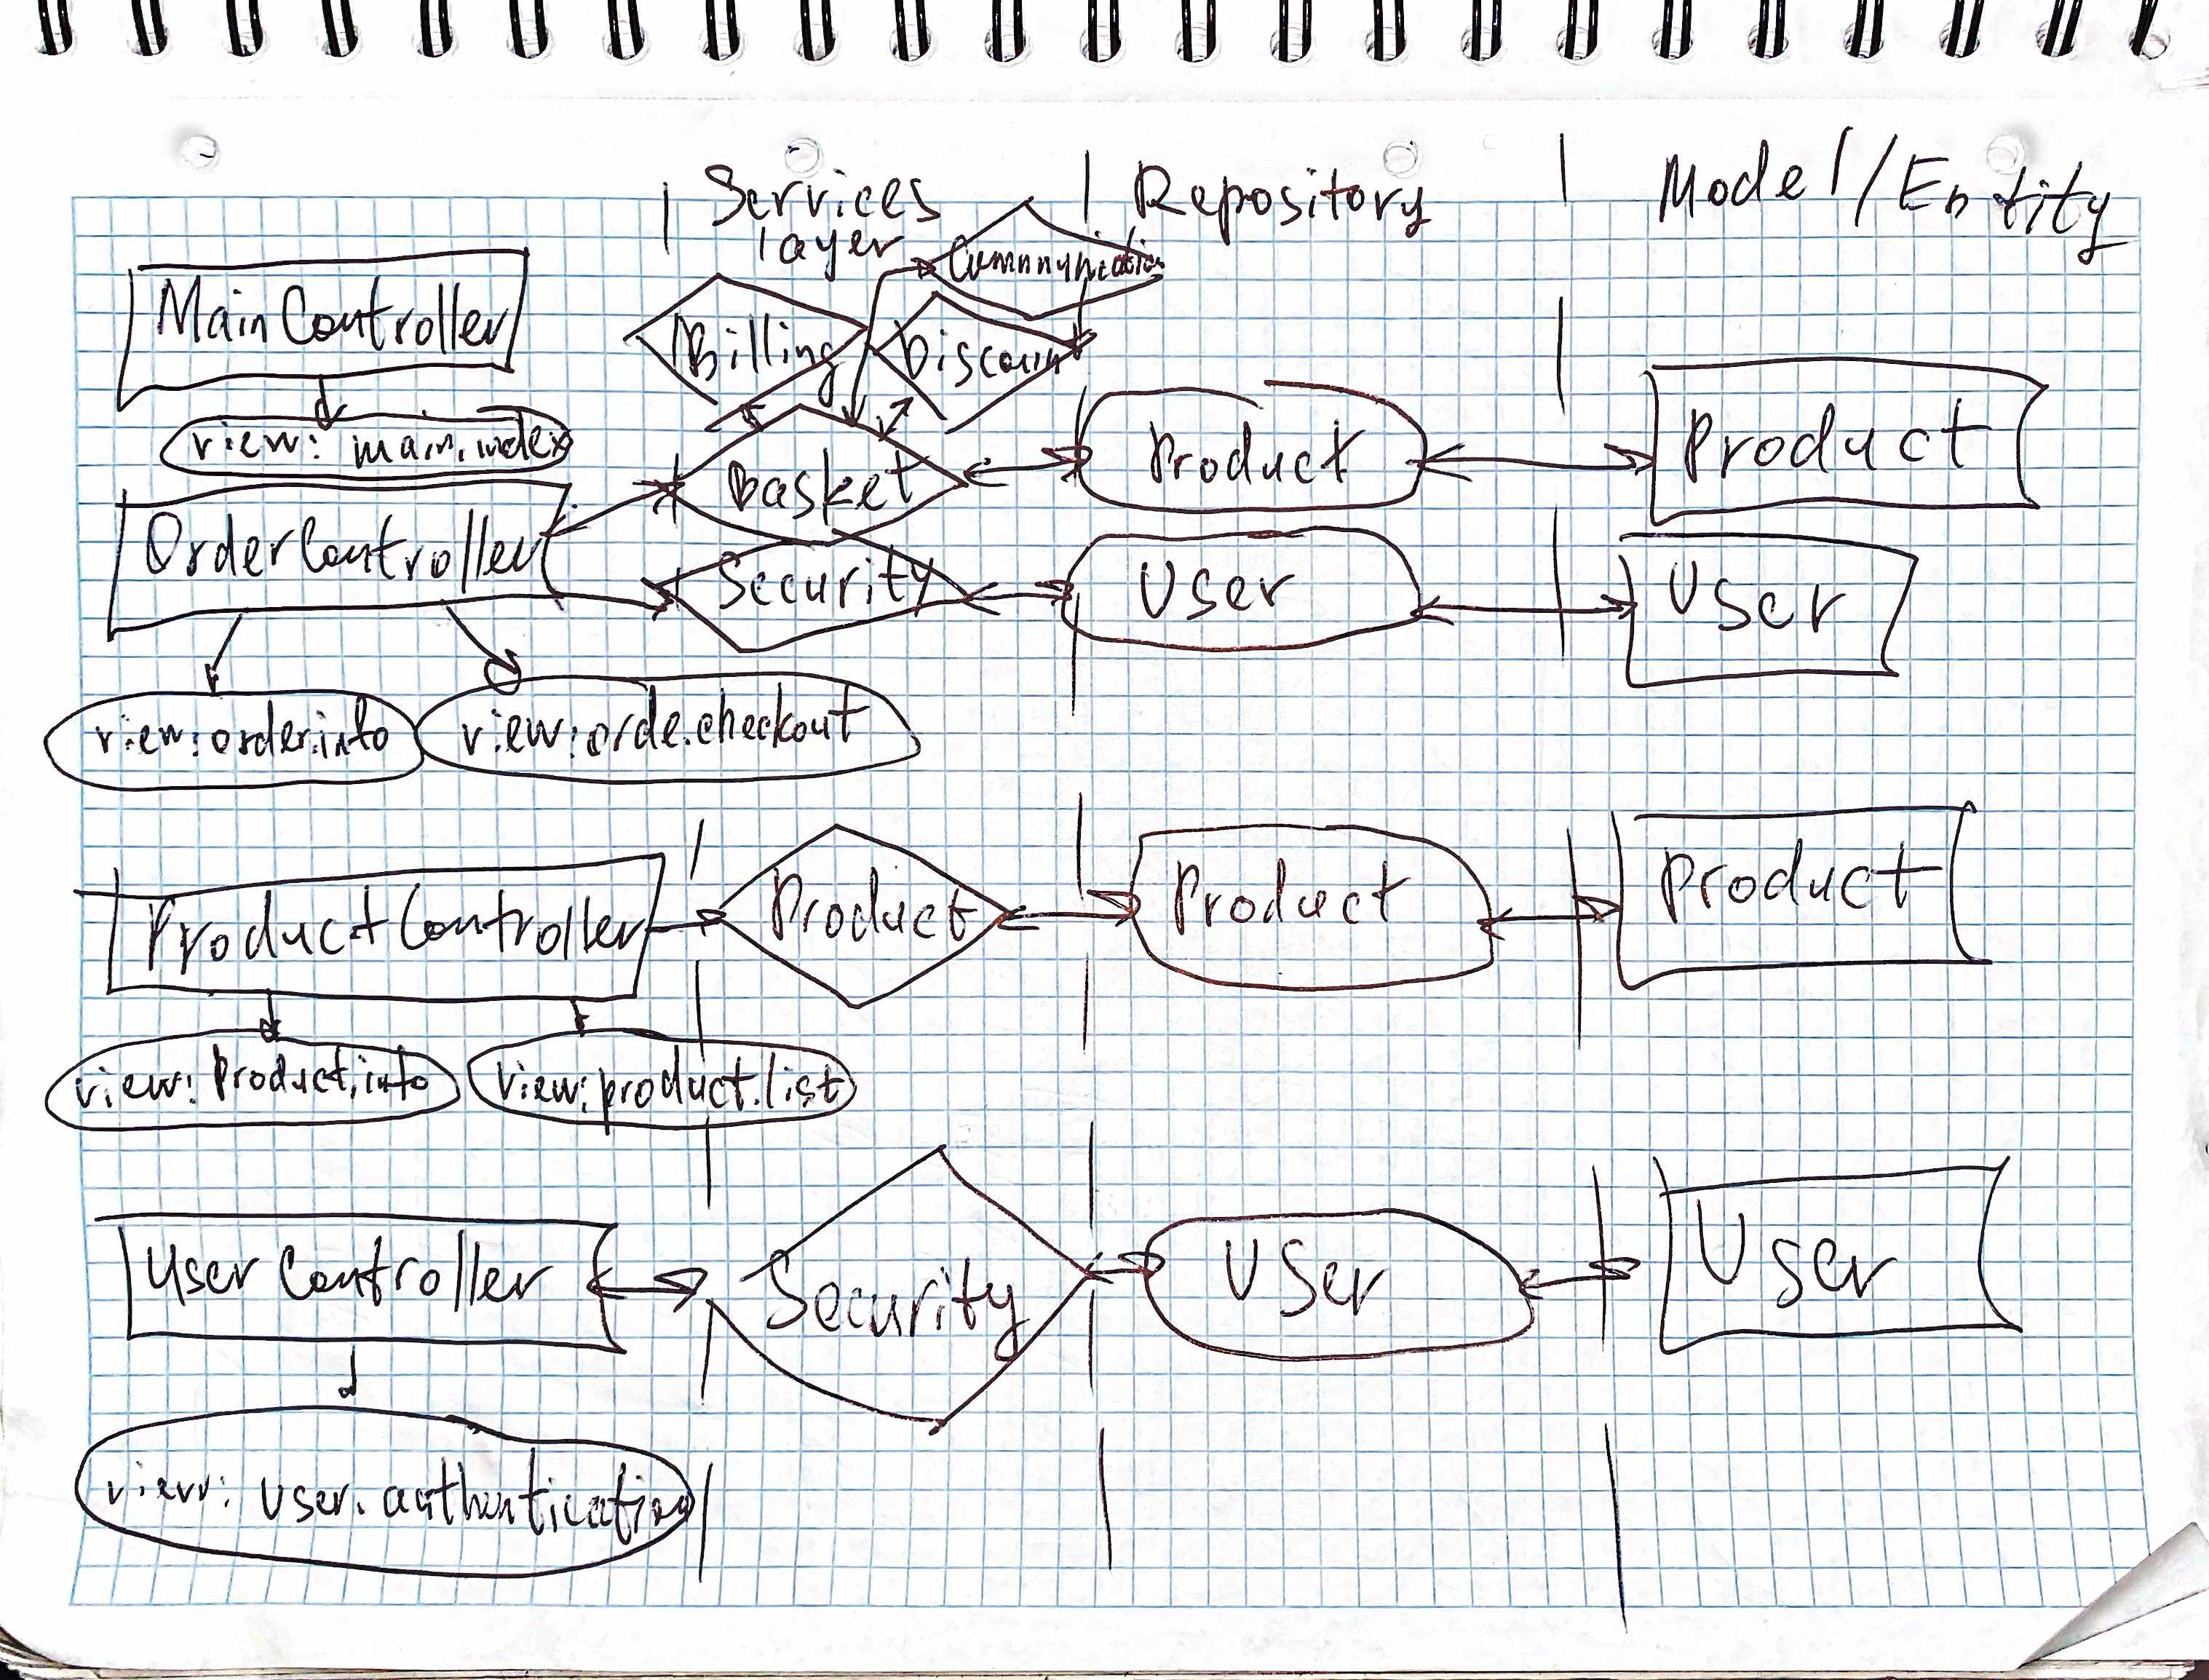 Services layer
Repository
Model/Entity
Communication
MainController
Billing
Discount
view: main.index
Basket
Product
Product
OrderController
Security
User
User
view:order.info
view:orde.checkout
ProductController
Product
Product
Product
view: Product.info
view:product.list
UserController
Security
User
User
view: user.authentication